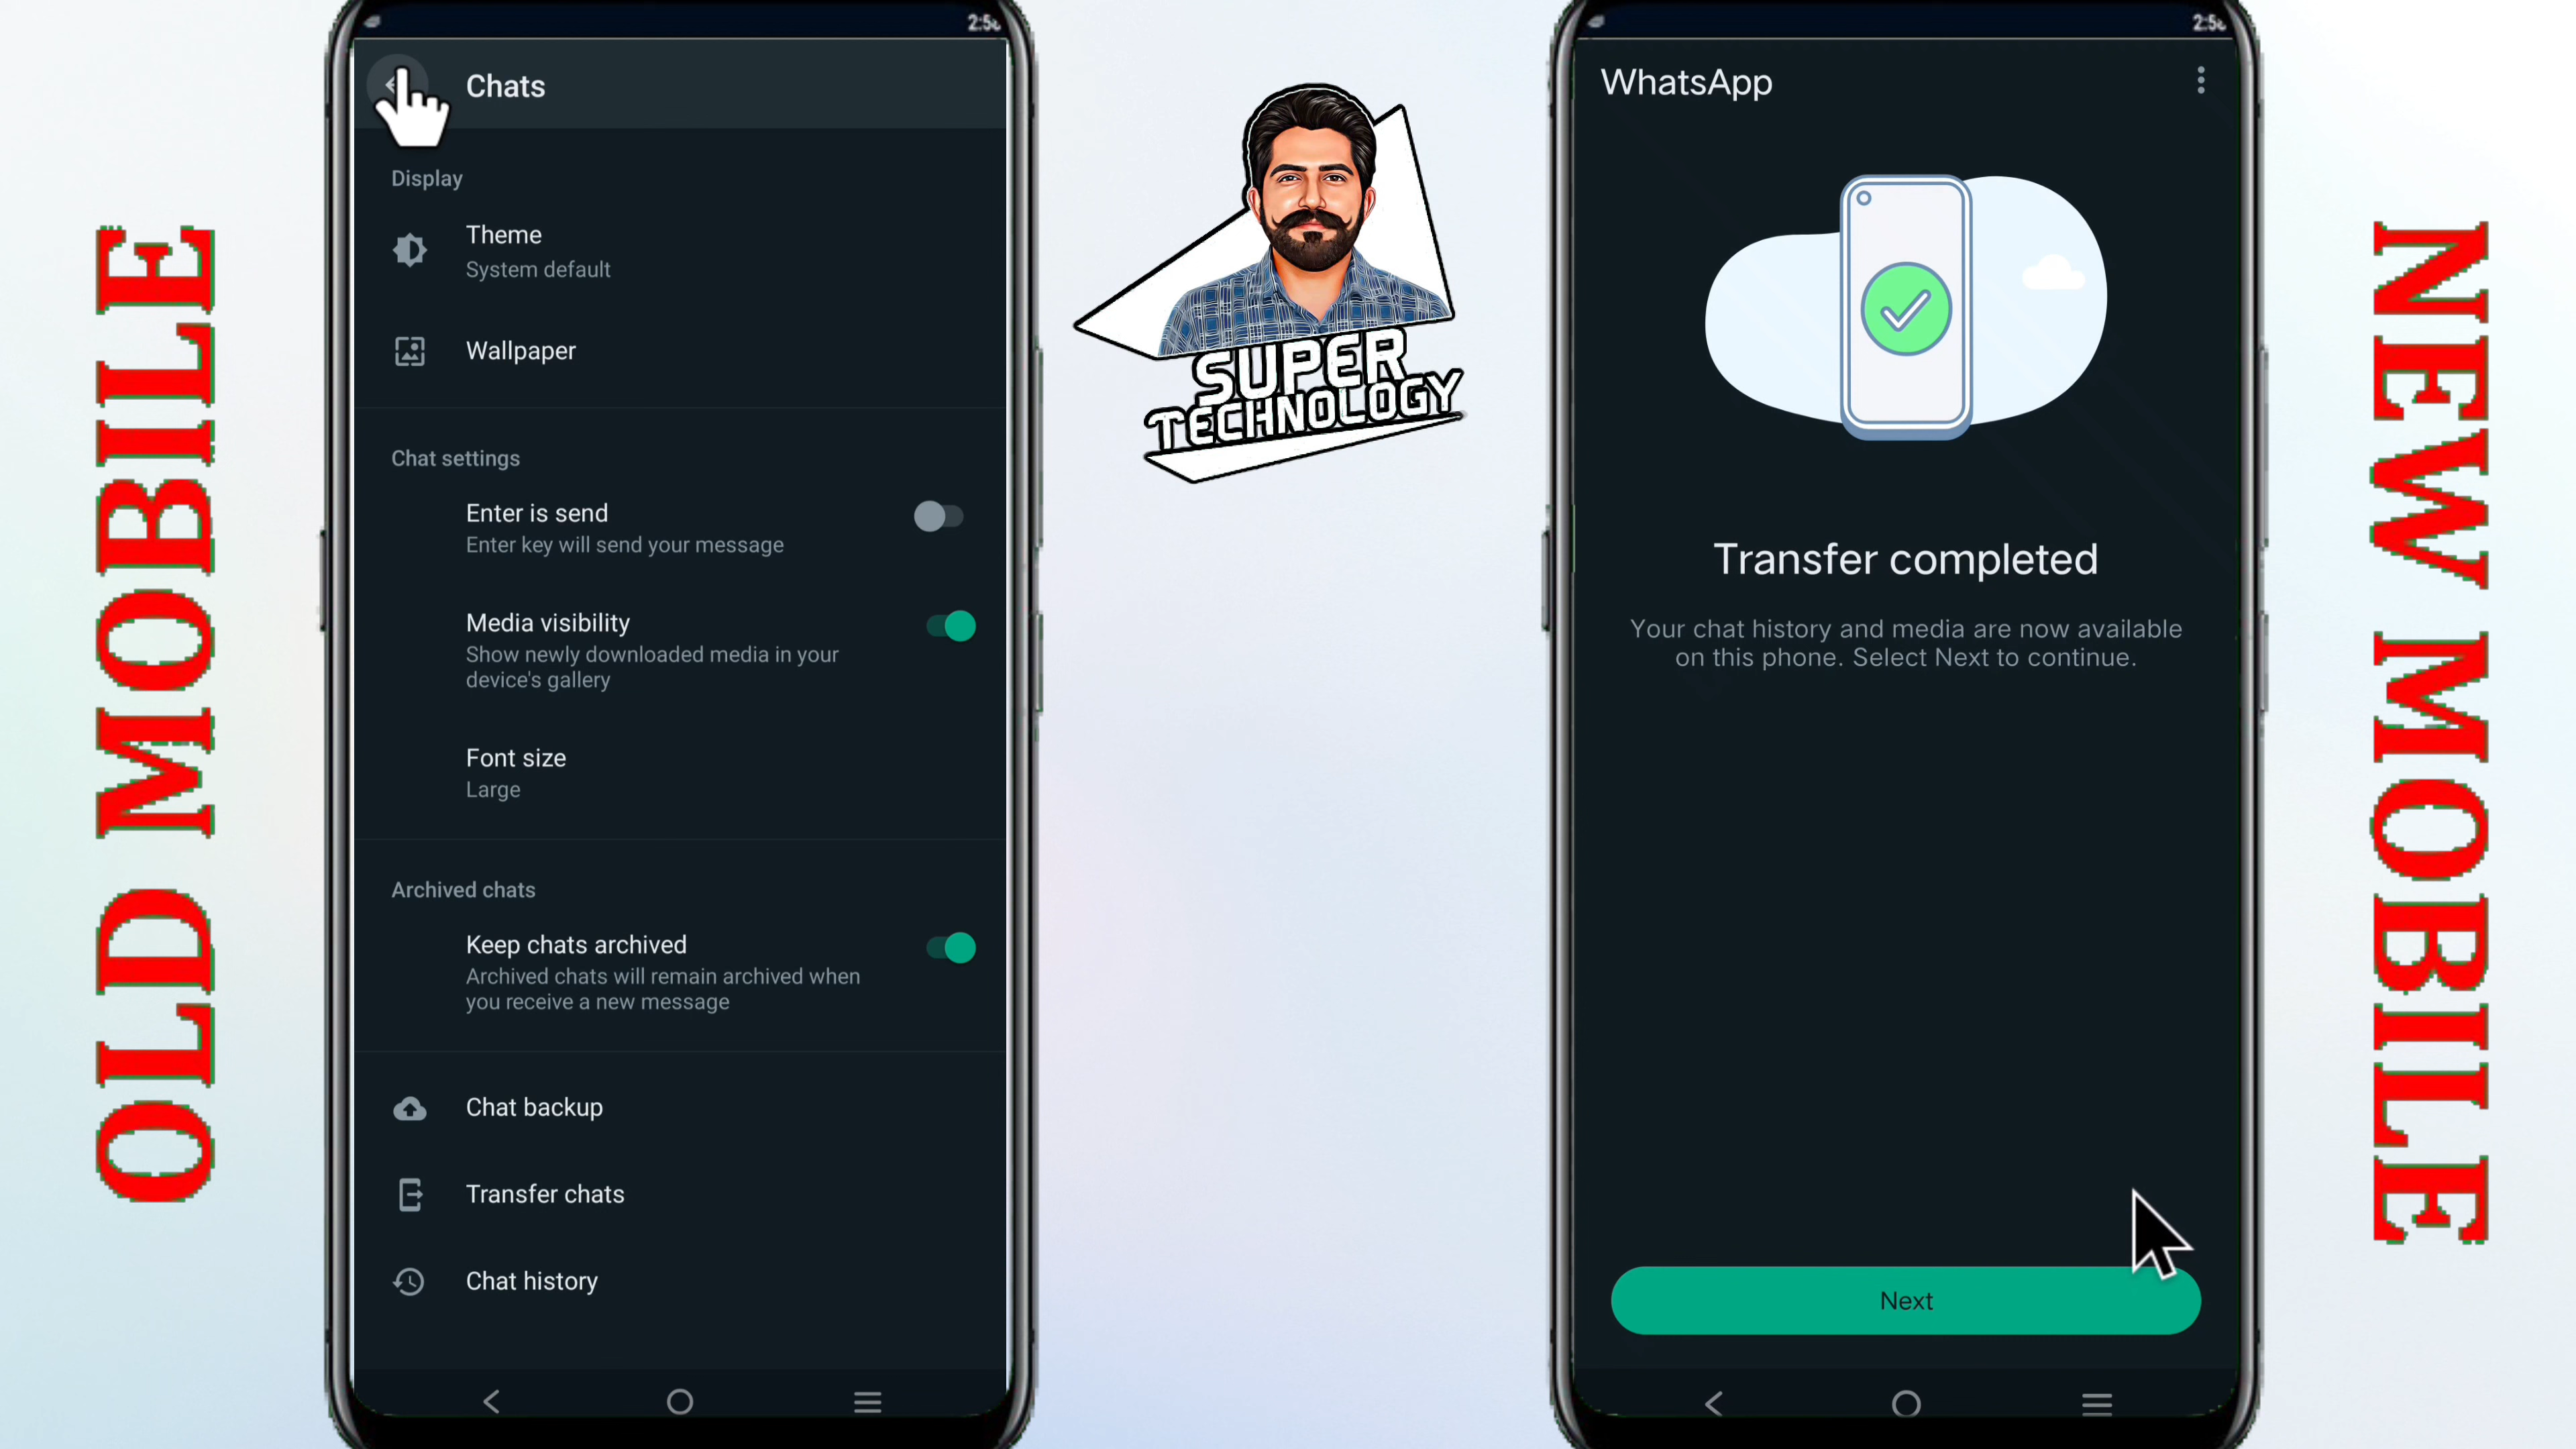 OLD MOBILE
Chats
Display
Theme
System default
Wallpaper
Chat settings
Enter is send
Enter key will send your message
Media visibility
Show newly downloaded media in your
device's gallery
Font size
Large
Archived chats
Keep chats archived
Archived chats will remain archived when
you receive a new message
Chat backup
Transfer chats
Chat history
SUPER
TECHNOLOGY
WhatsApp
Transfer completed
Your chat history and media are now available
on this phone. Select Next to continue.
Next
NEW MOBILE